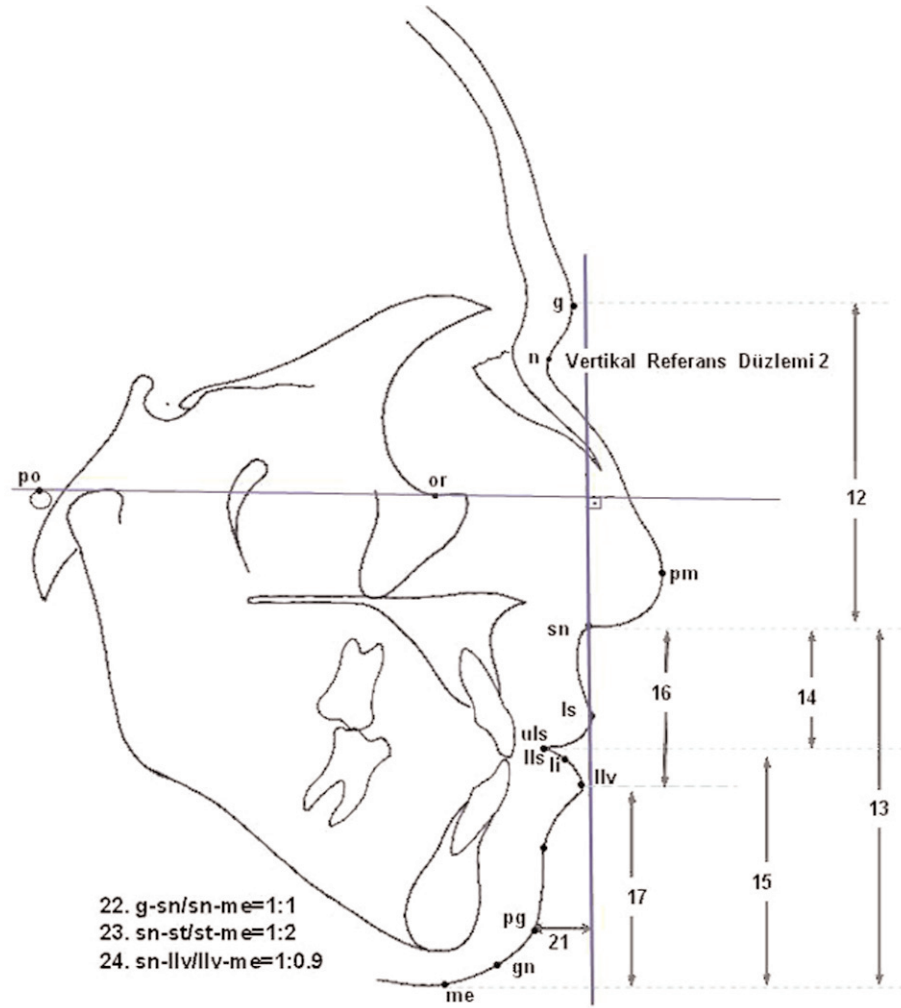 g
n Vertikal Referans Düzlemi 2
po
or
12
pm
sn
16
14
ls
uls
lls
li
llv
13
17
15
22. g-sn/sn-me=1:1
23. sn-st/st-me=1:2
24. sn-llv/llv-me=1:0.9
pg
21
gn
me